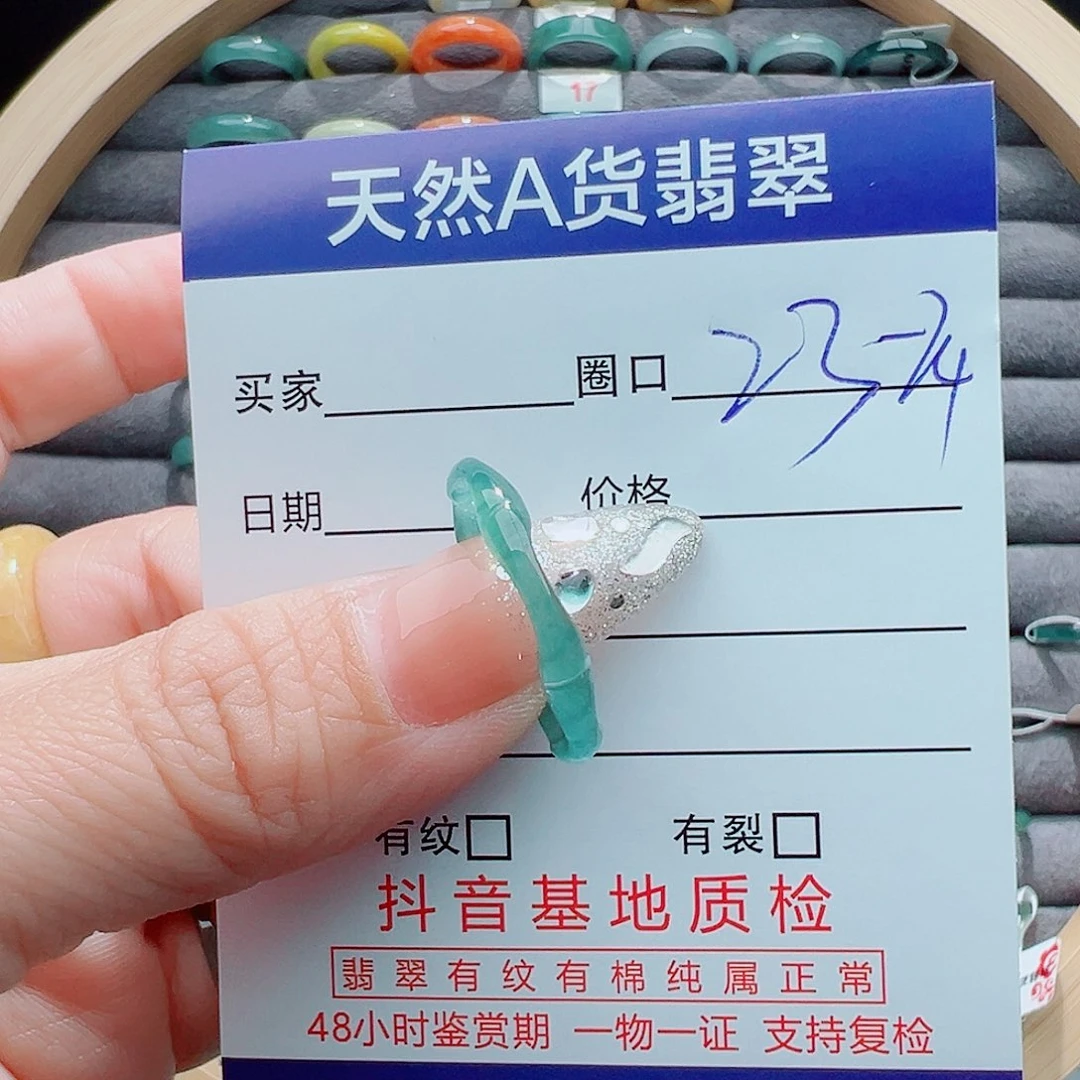 17
天然A货翡翠
买家 圈口 23-24
日期 价格
有纹 有裂
抖音基地质检
翡翠有纹有棉纯属正常
48小时鉴赏期 一物一证 支持复检